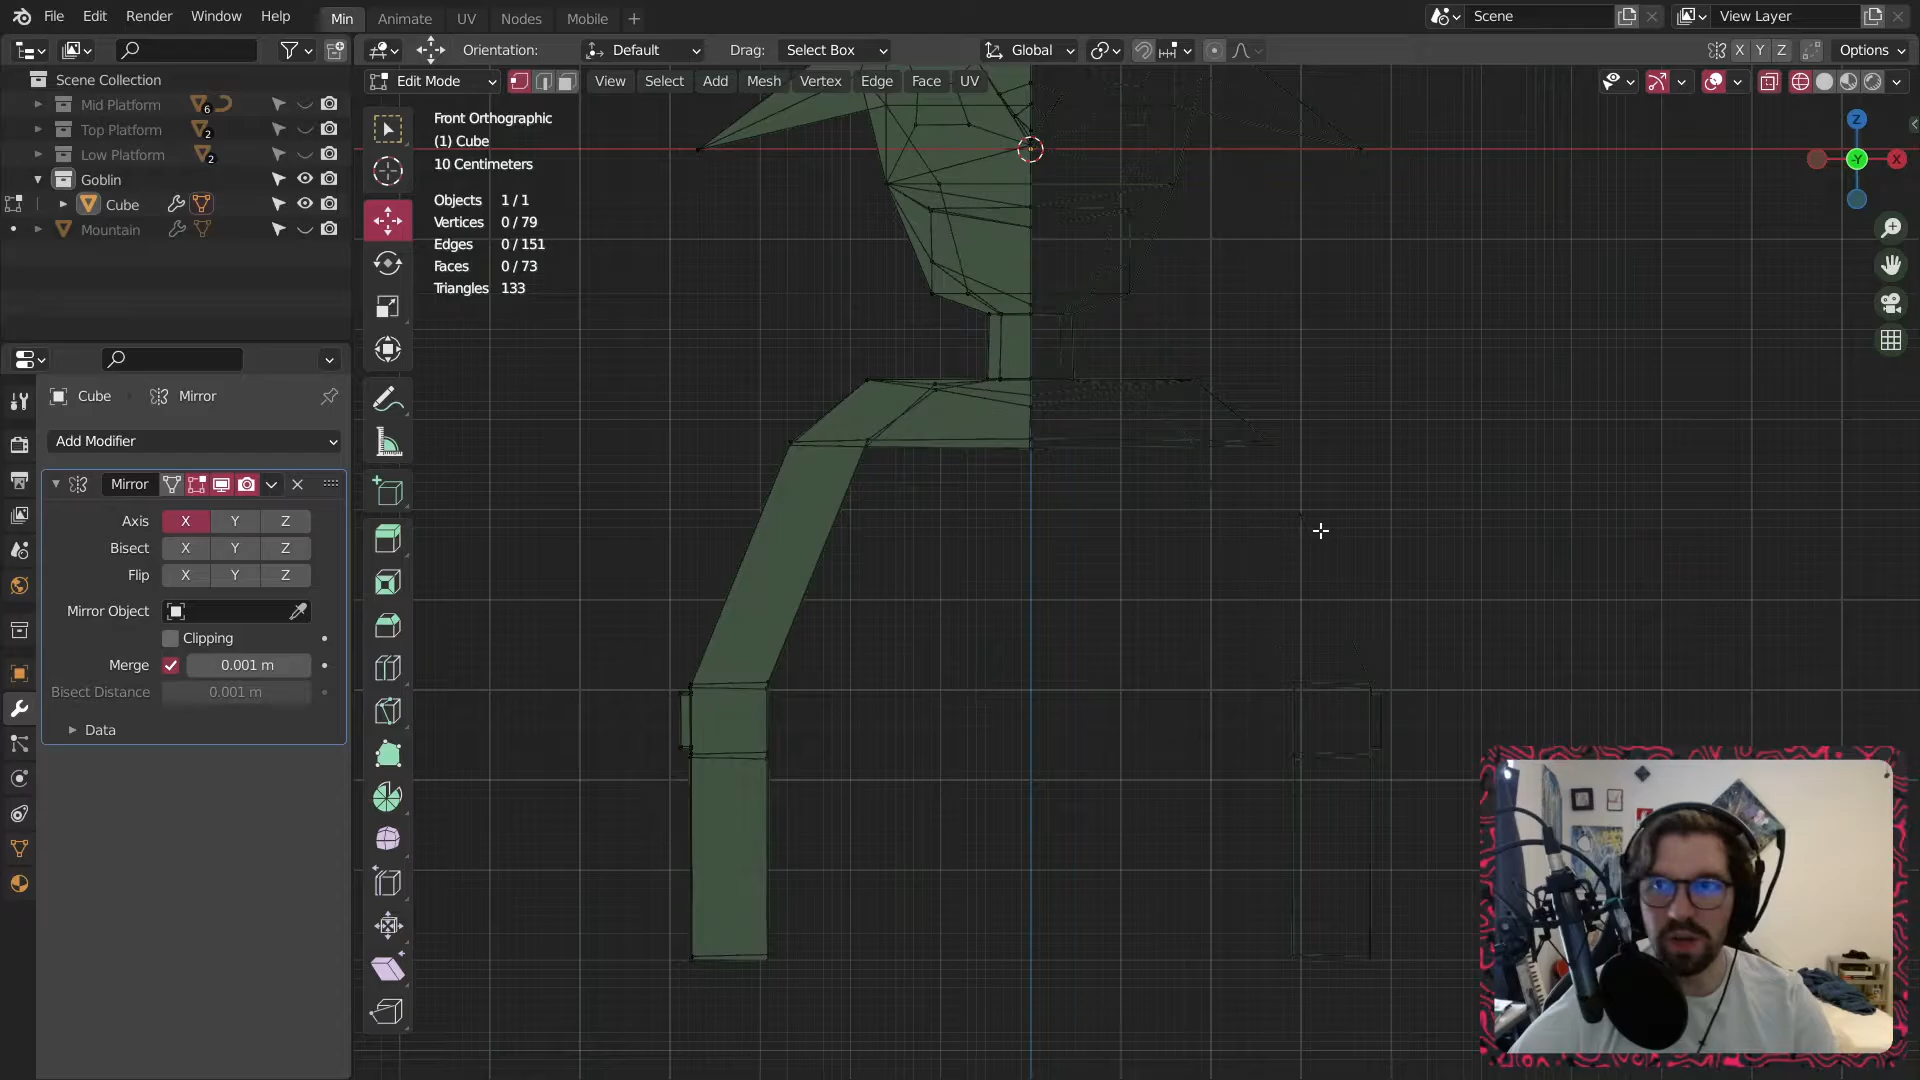 File Edit Render Window Help Min Animate UV Nodes Mobile Scene View Layer
Orientation: Default Drag: Select Box Global X Y Z Options
Edit Mode View Select Add Mesh Vertex Edge Face UV
Scene Collection
Mid Platform 6
Top Platform 2
Low Platform 2
Goblin
Cube
Mountain
Front Orthographic
(1) Cube
10 Centimeters
Objects 1 / 1
Vertices 0 / 79
Edges 0 / 151
Faces 0 / 73
Triangles 133
Z
-Y X
Cube Mirror
Add Modifier
Mirror
Axis X Y Z
Bisect X Y Z
Flip X Y Z
Mirror Object
Clipping
Merge 0.001 m
Bisect Distance 0.001 m
Data